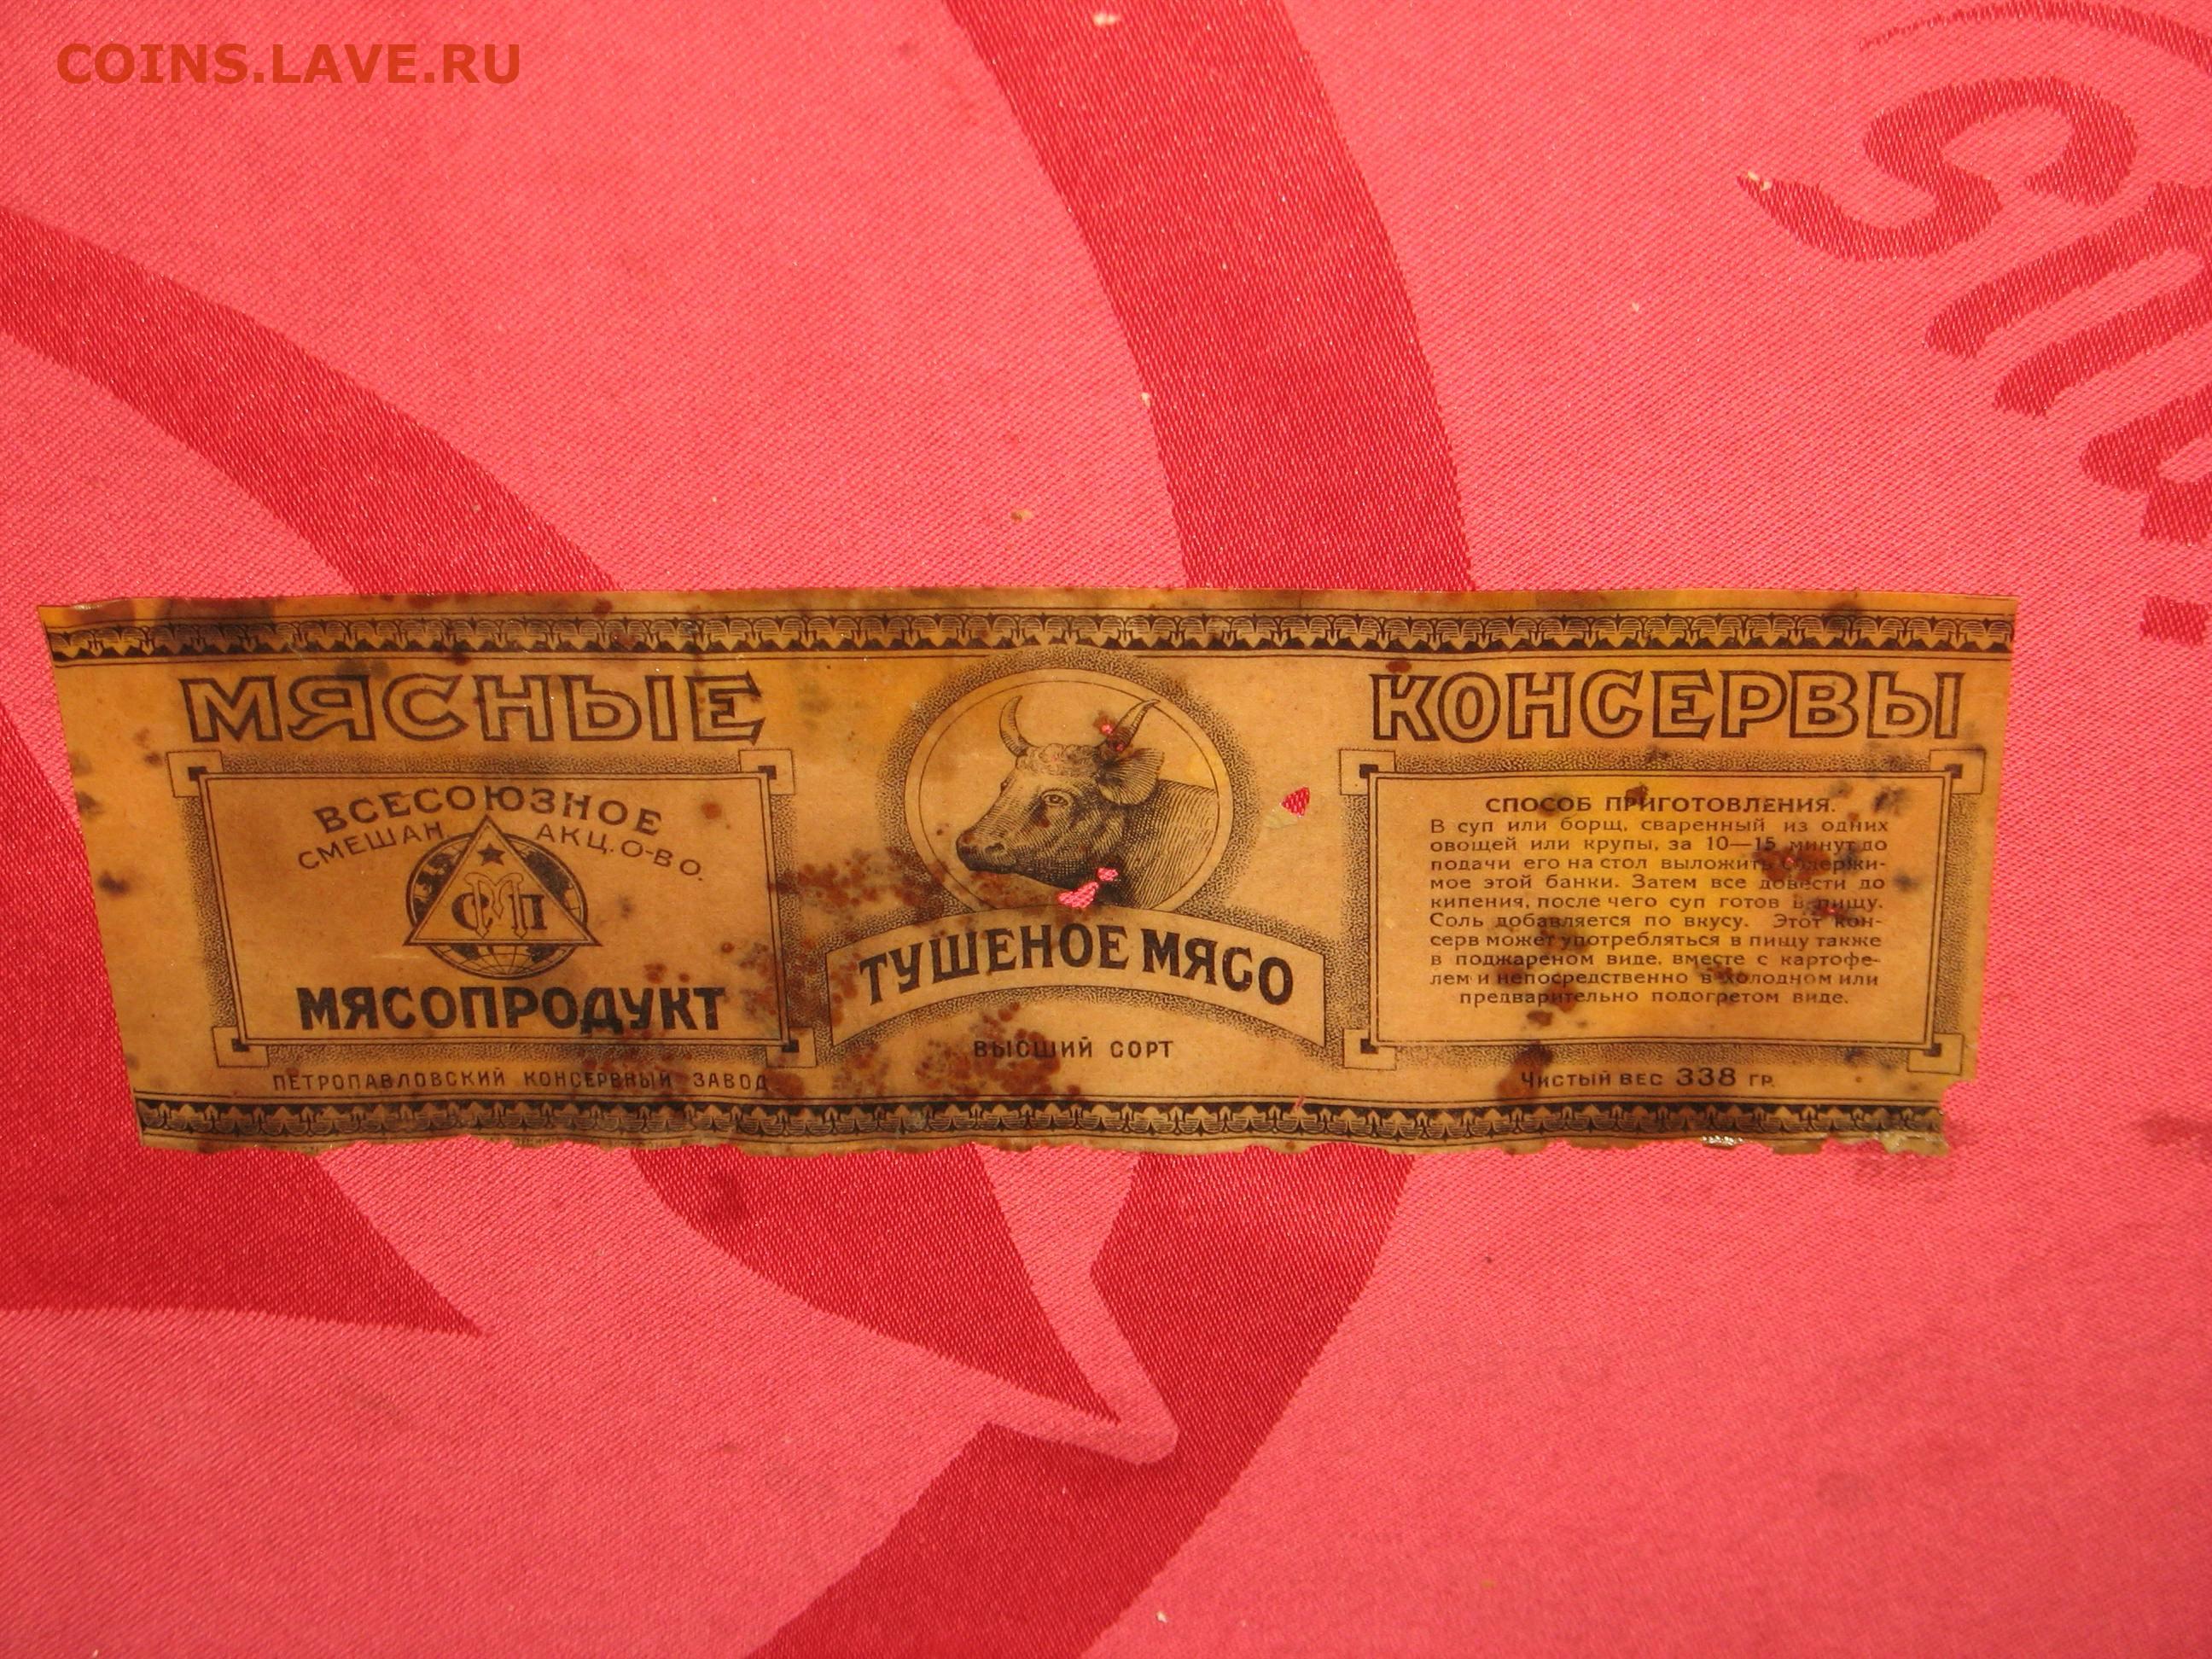 COINS.LAVE.RU
МЯСНЫЕ
КОНСЕРВЫ
ВСЕСОЮЗНОЕ
СМЕШАН. АКЦ. О-ВО.
СМП
МЯСОПРОДУКТ
ПЕТРОПАВЛОВСКИЙ КОНСЕРВНЫЙ ЗАВОД
ТУШЕНОЕ МЯСО
ВЫСШИЙ СОРТ
СПОСОБ ПРИГОТОВЛЕНИЯ.
В суп или борщ, сваренный из одних
овощей или крупы, за 10—15 минут до
подачи его на стол выложить содержи-
мое этой банки. Затем все довести до
кипения, после чего суп готов в пищу.
Соль добавляется по вкусу. Этот кон-
серв может употребляться в пищу также
в поджареном виде, вместе с картофе-
лем и непосредственно в холодном или
предварительно подогретом виде.
ЧИСТЫЙ ВЕС 338 ГР.